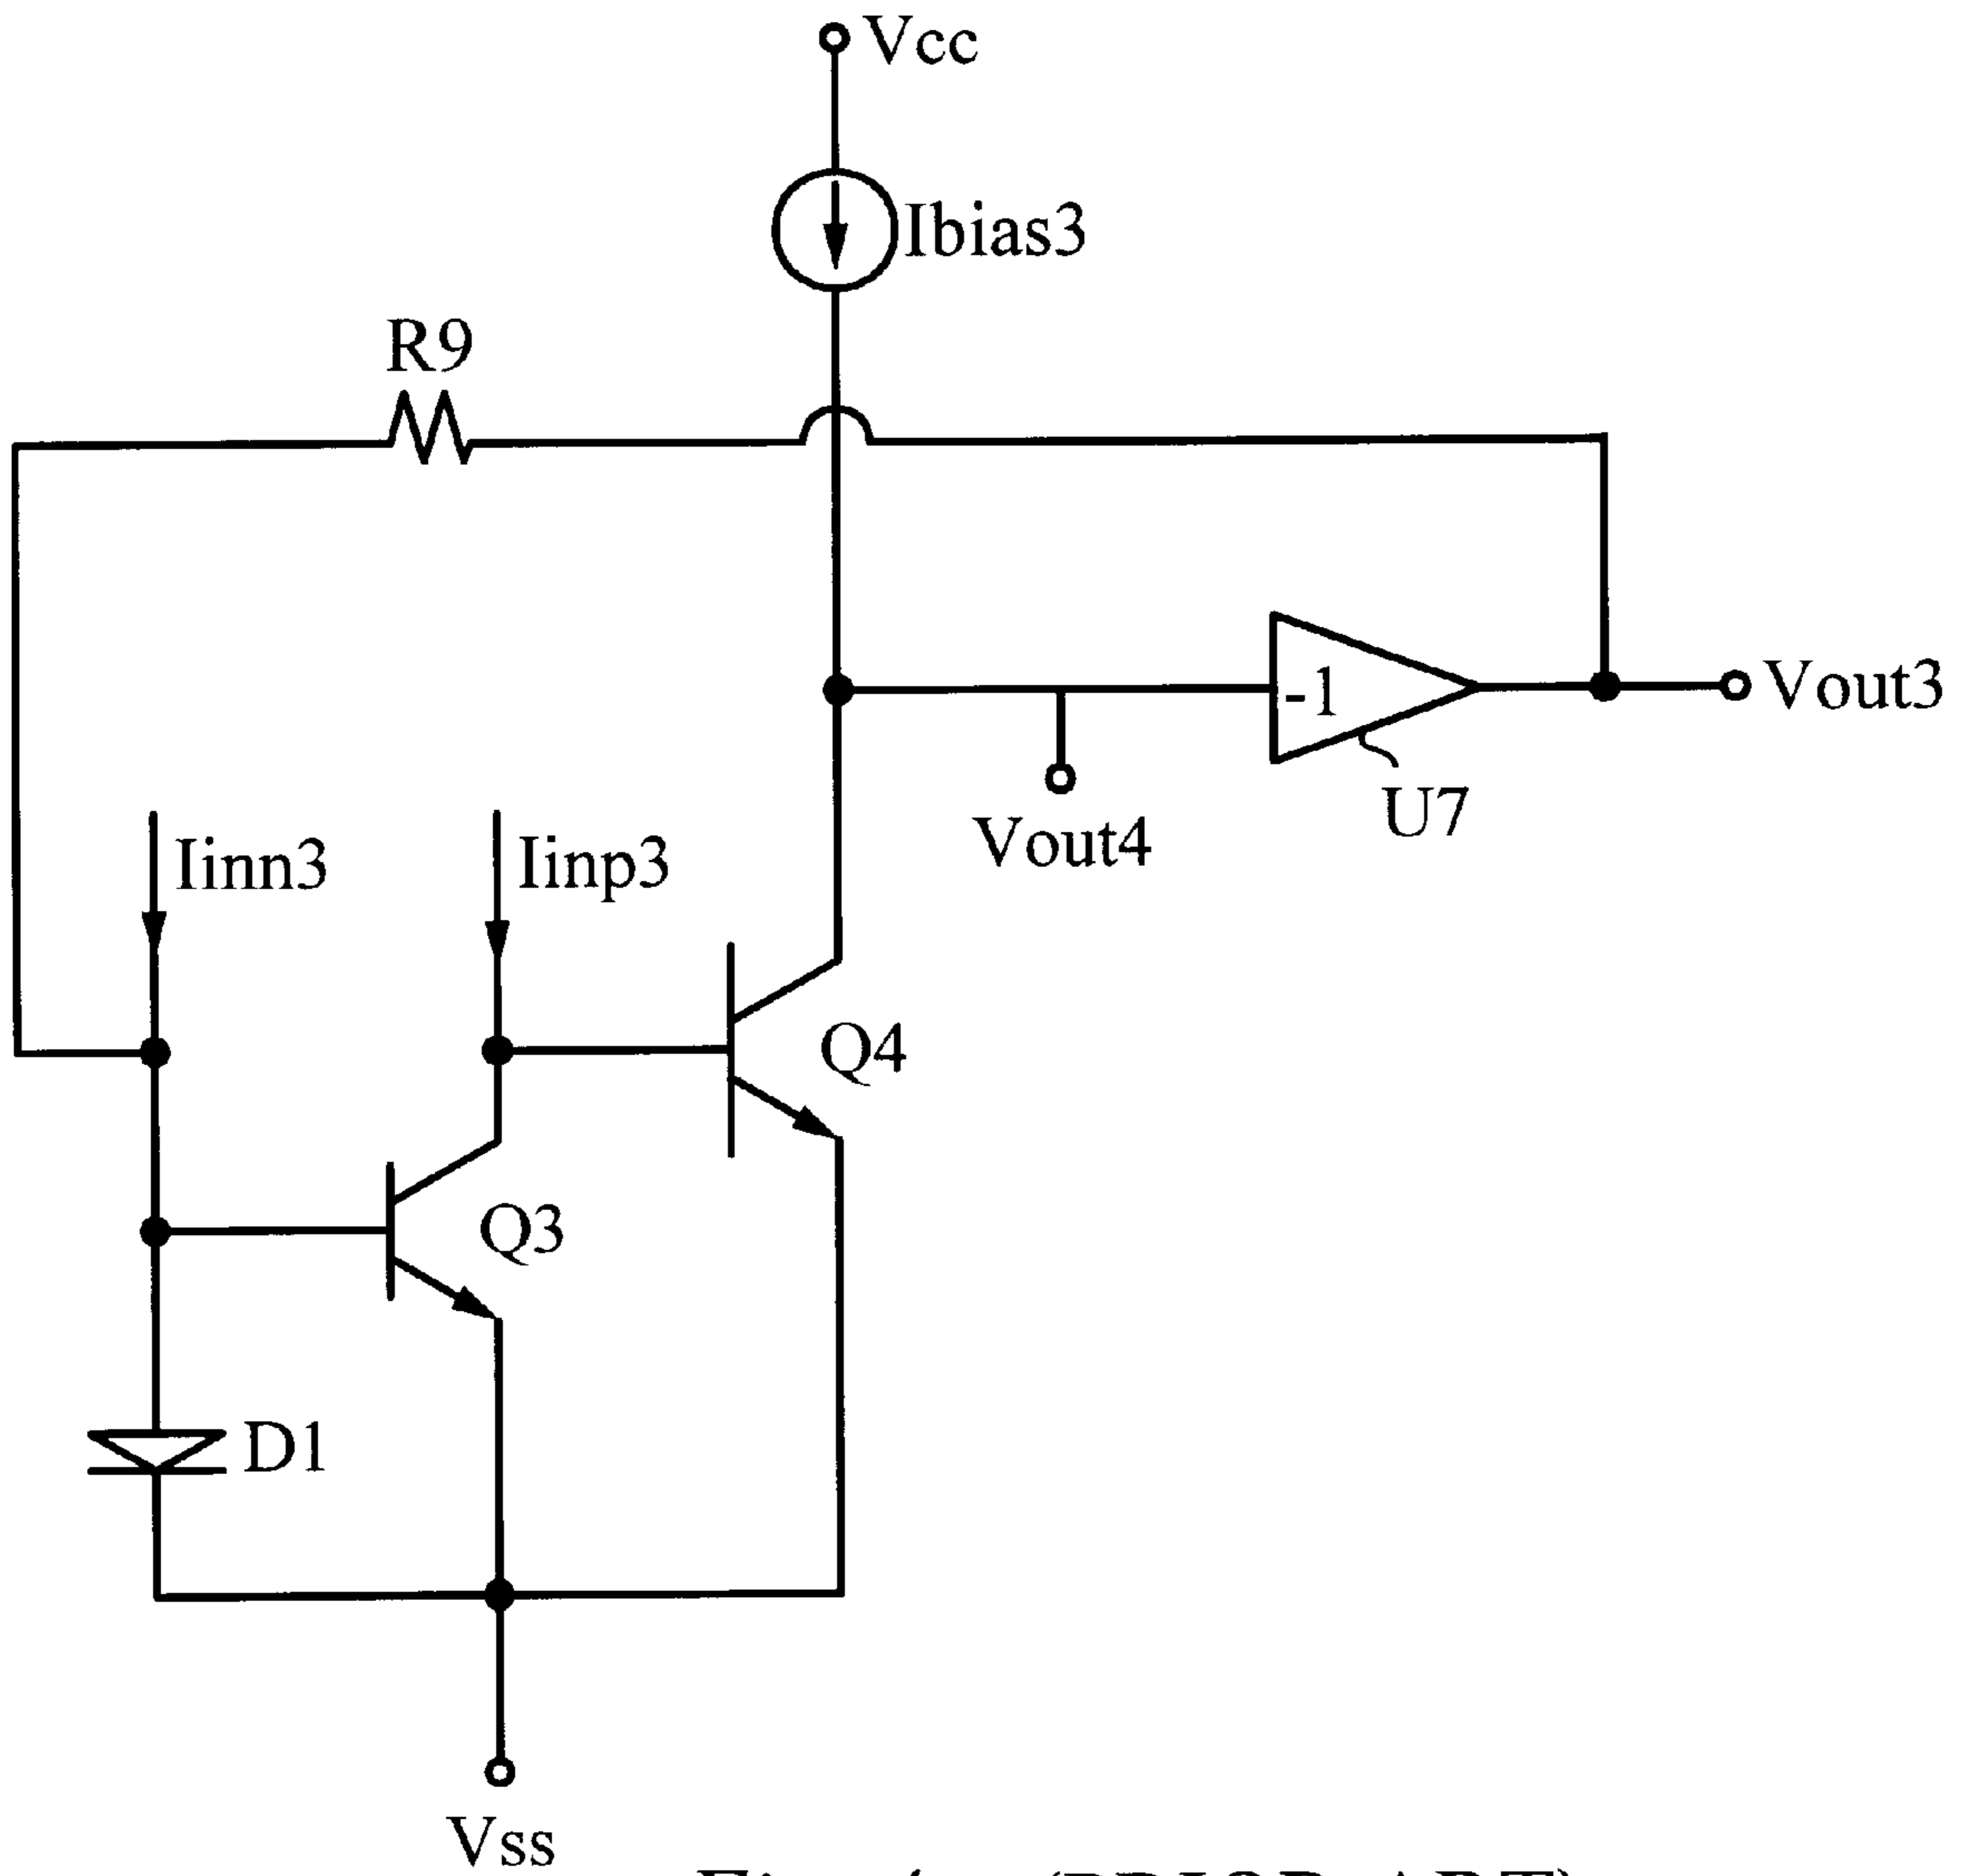 Vcc
Ibias3
R9
-1
Vout3
U7
Vout4
Iinn3
Iinp3
Q4
Q3
D1
Vss